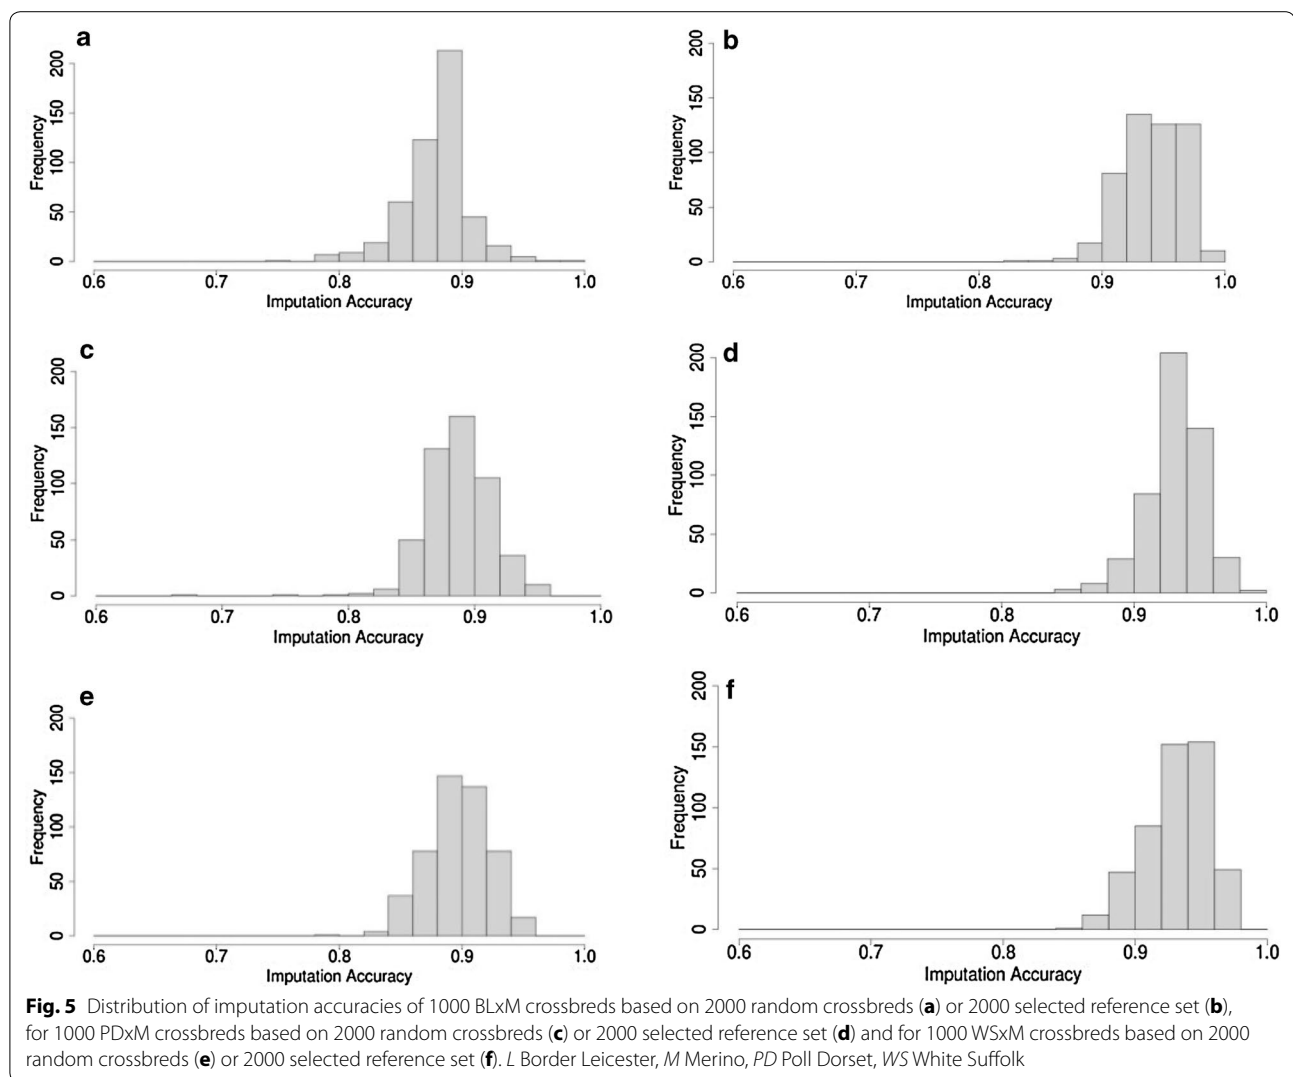 a
Frequency
0 50 100 150 200
0.6 0.7 0.8 0.9 1.0
Imputation Accuracy
b
Frequency
0 50 100 150 200
0.6 0.7 0.8 0.9 1.0
Imputation Accuracy
c
Frequency
0 50 100 150 200
0.6 0.7 0.8 0.9 1.0
Imputation Accuracy
d
Frequency
0 50 100 150 200
0.6 0.7 0.8 0.9 1.0
Imputation Accuracy
e
Frequency
0 50 100 150 200
0.6 0.7 0.8 0.9 1.0
Imputation Accuracy
f
Frequency
0 50 100 150 200
0.6 0.7 0.8 0.9 1.0
Imputation Accuracy
Fig. 5 Distribution of imputation accuracies of 1000 BLxM crossbreds based on 2000 random crossbreds (a) or 2000 selected reference set (b),
for 1000 PDxM crossbreds based on 2000 random crossbreds (c) or 2000 selected reference set (d) and for 1000 WSxM crossbreds based on 2000
random crossbreds (e) or 2000 selected reference set (f). L Border Leicester, M Merino, PD Poll Dorset, WS White Suffolk